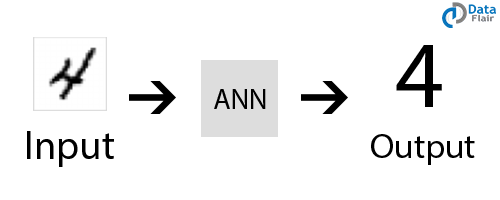 Data
Flair
4 → ANN → 4
Input
Output